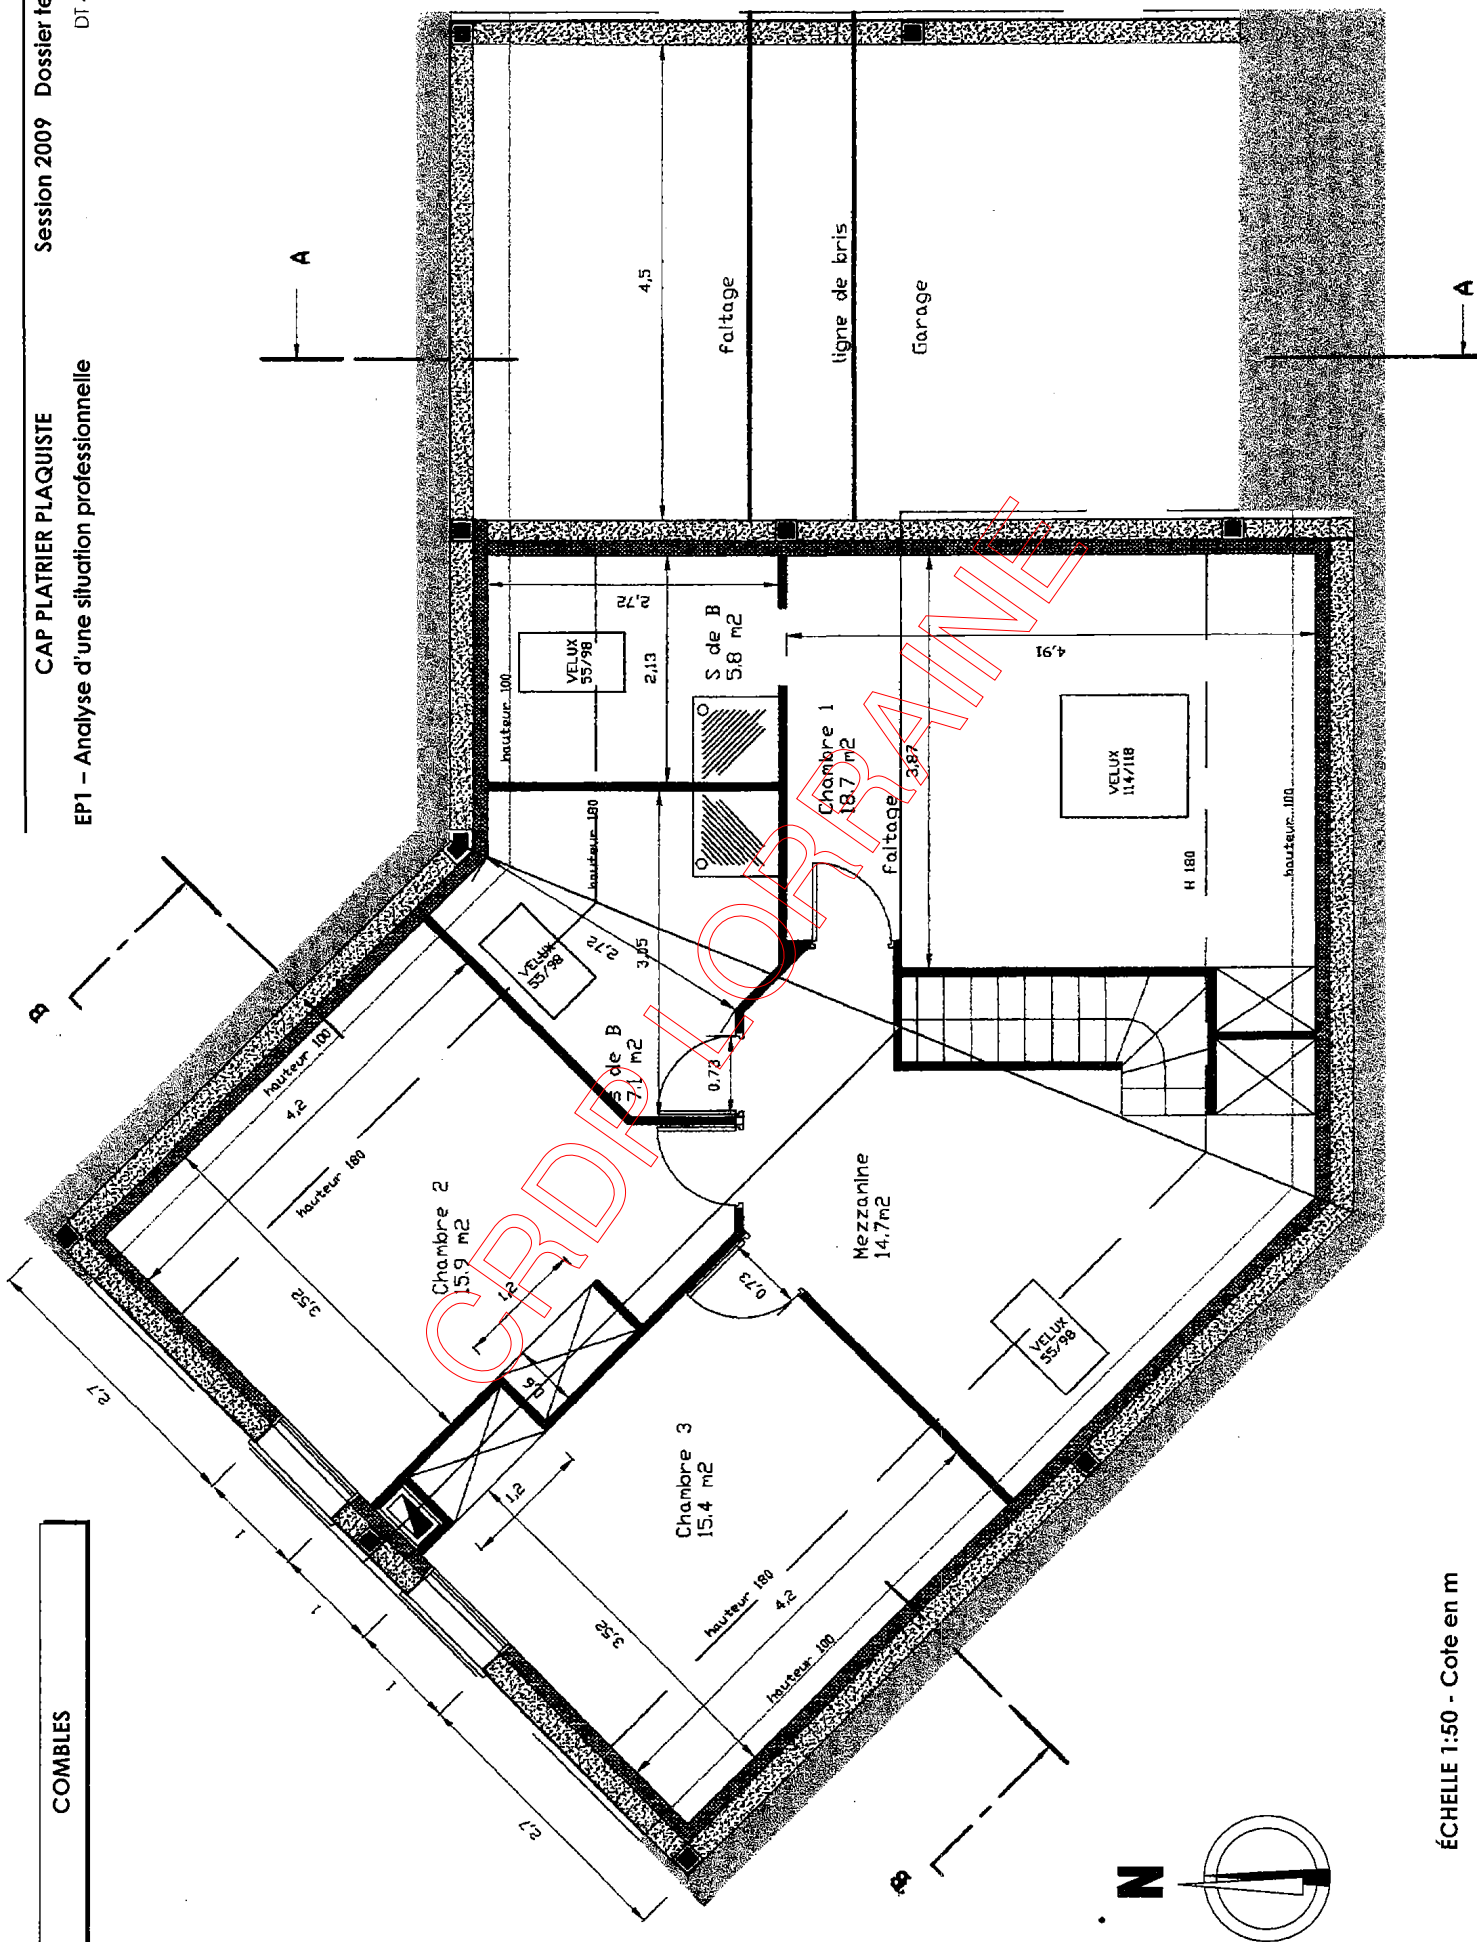 CAP PLATRIER PLAQUISTE
Session 2009 Dossier te
EP1 – Analyse d'une situation professionnelle
DT
COMBLES
A
A
B
B
4,5
faîtage
ligne de bris
Garage
hauteur 100
VELUX
55/98
2,72
2,13
S de B
5.8 m2
hauteur 180
VELUX
55/98
2,72
3,05
S de B
7,1 m2
0,73
Chambre 1
18.7 m2
3,87
faîtage
4,91
VELUX
114/118
H 180
hauteur 100
hauteur 100
4,2
hauteur 180
Chambre 2
15.9 m2
3,52
1,2
0,6
1,2
0,73
Mezzanine
14.7m2
VELUX
55/98
Chambre 3
15.4 m2
3,52
hauteur 180
4,2
hauteur 100
2,7
1
1
1
2,7
CRDP LORRAINE
N
ÉCHELLE 1:50 - Cote en m